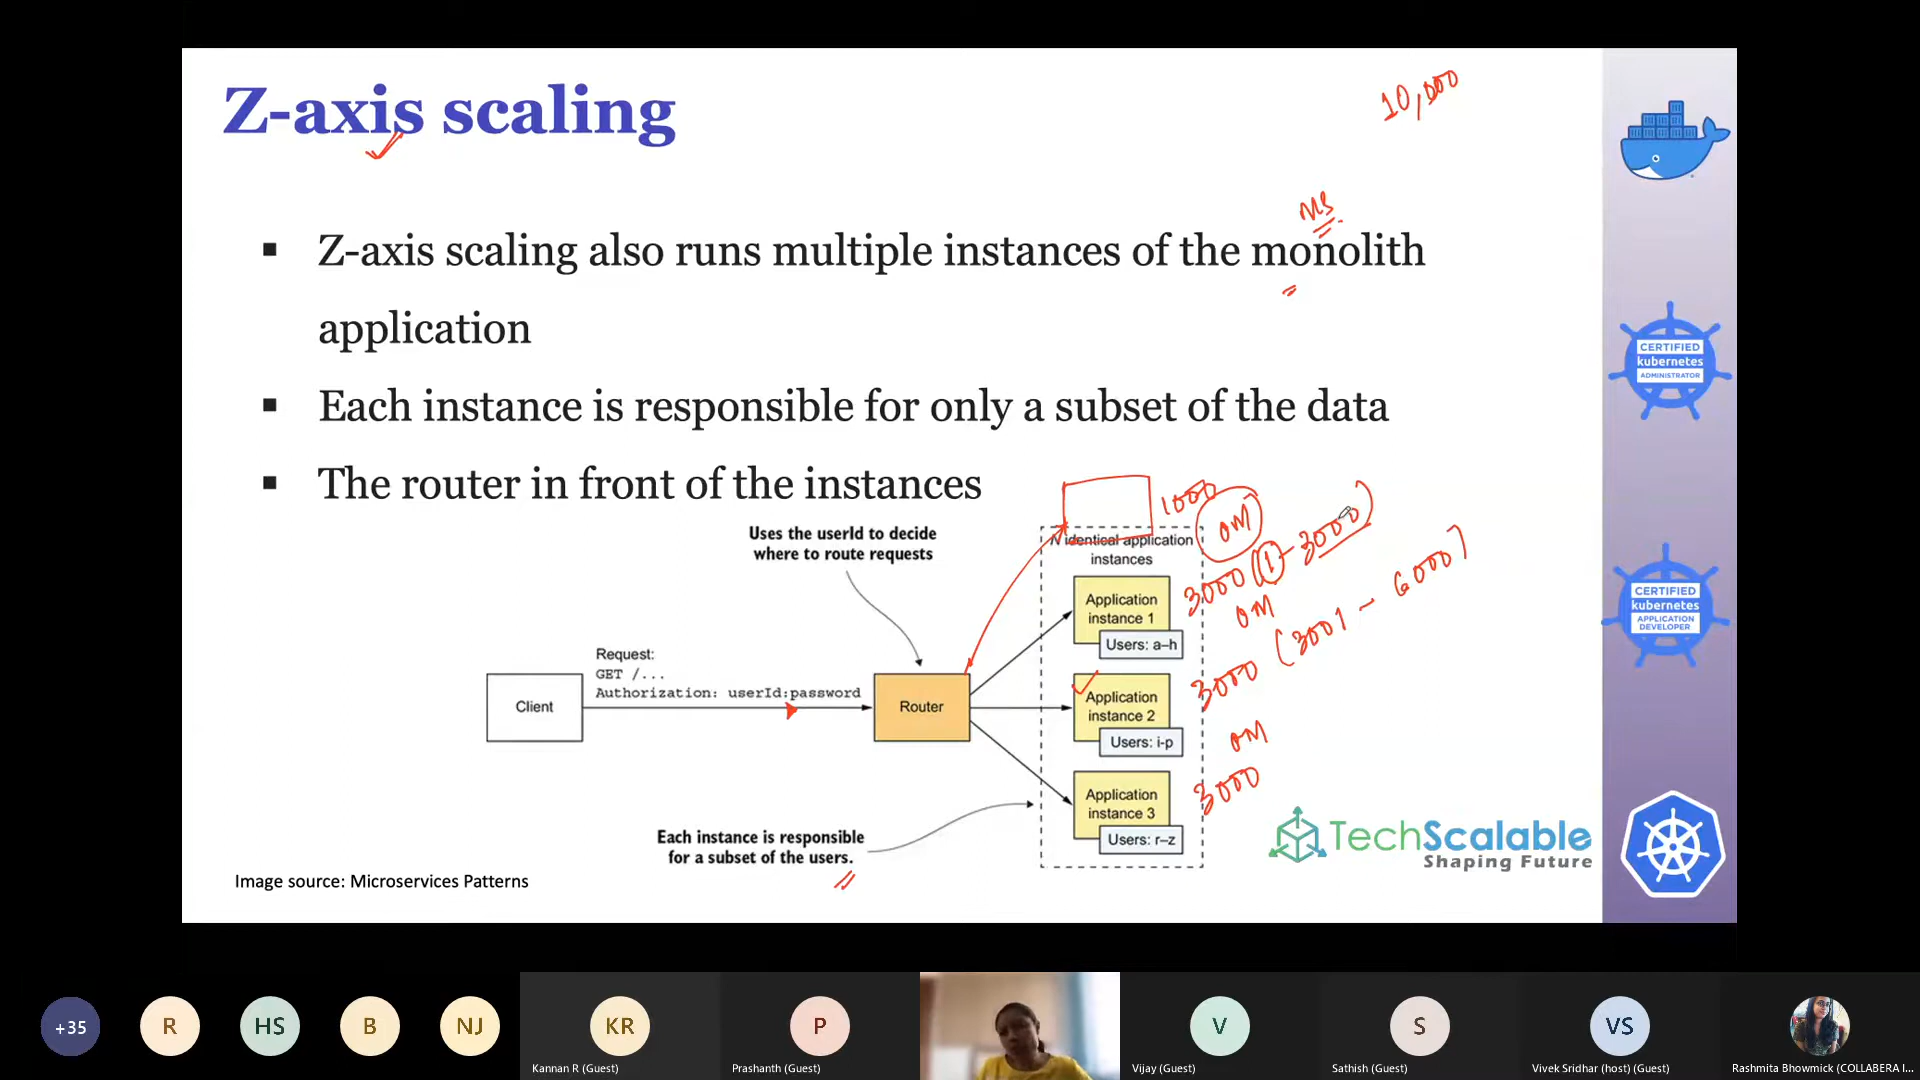 Z-axis scaling
10,000
MS
Z-axis scaling also runs multiple instances of the monolith
application
Each instance is responsible for only a subset of the data
The router in front of the instances
Uses the userId to decide
where to route requests
1000
OM
N identical application
instances
3000 (1 - 3000)
Application
instance 1
Users: a–h
OM
3000 (3001 - 6000)
Request:
GET /...
Authorization: userId:password
Client
Router
Application
instance 2
Users: i-p
OM
3000
Application
instance 3
Users: r–z
Each instance is responsible
for a subset of the users.
Image source: Microservices Patterns
TechScalable
Shaping Future
CERTIFIED
kubernetes
ADMINISTRATOR
CERTIFIED
kubernetes
APPLICATION
DEVELOPER
+35
R
HS
B
NJ
KR
Kannan R (Guest)
P
Prashanth (Guest)
V
Vijay (Guest)
S
Sathish (Guest)
VS
Vivek Sridhar (host) (Guest)
Rashmita Bhowmick (COLLABERA I...